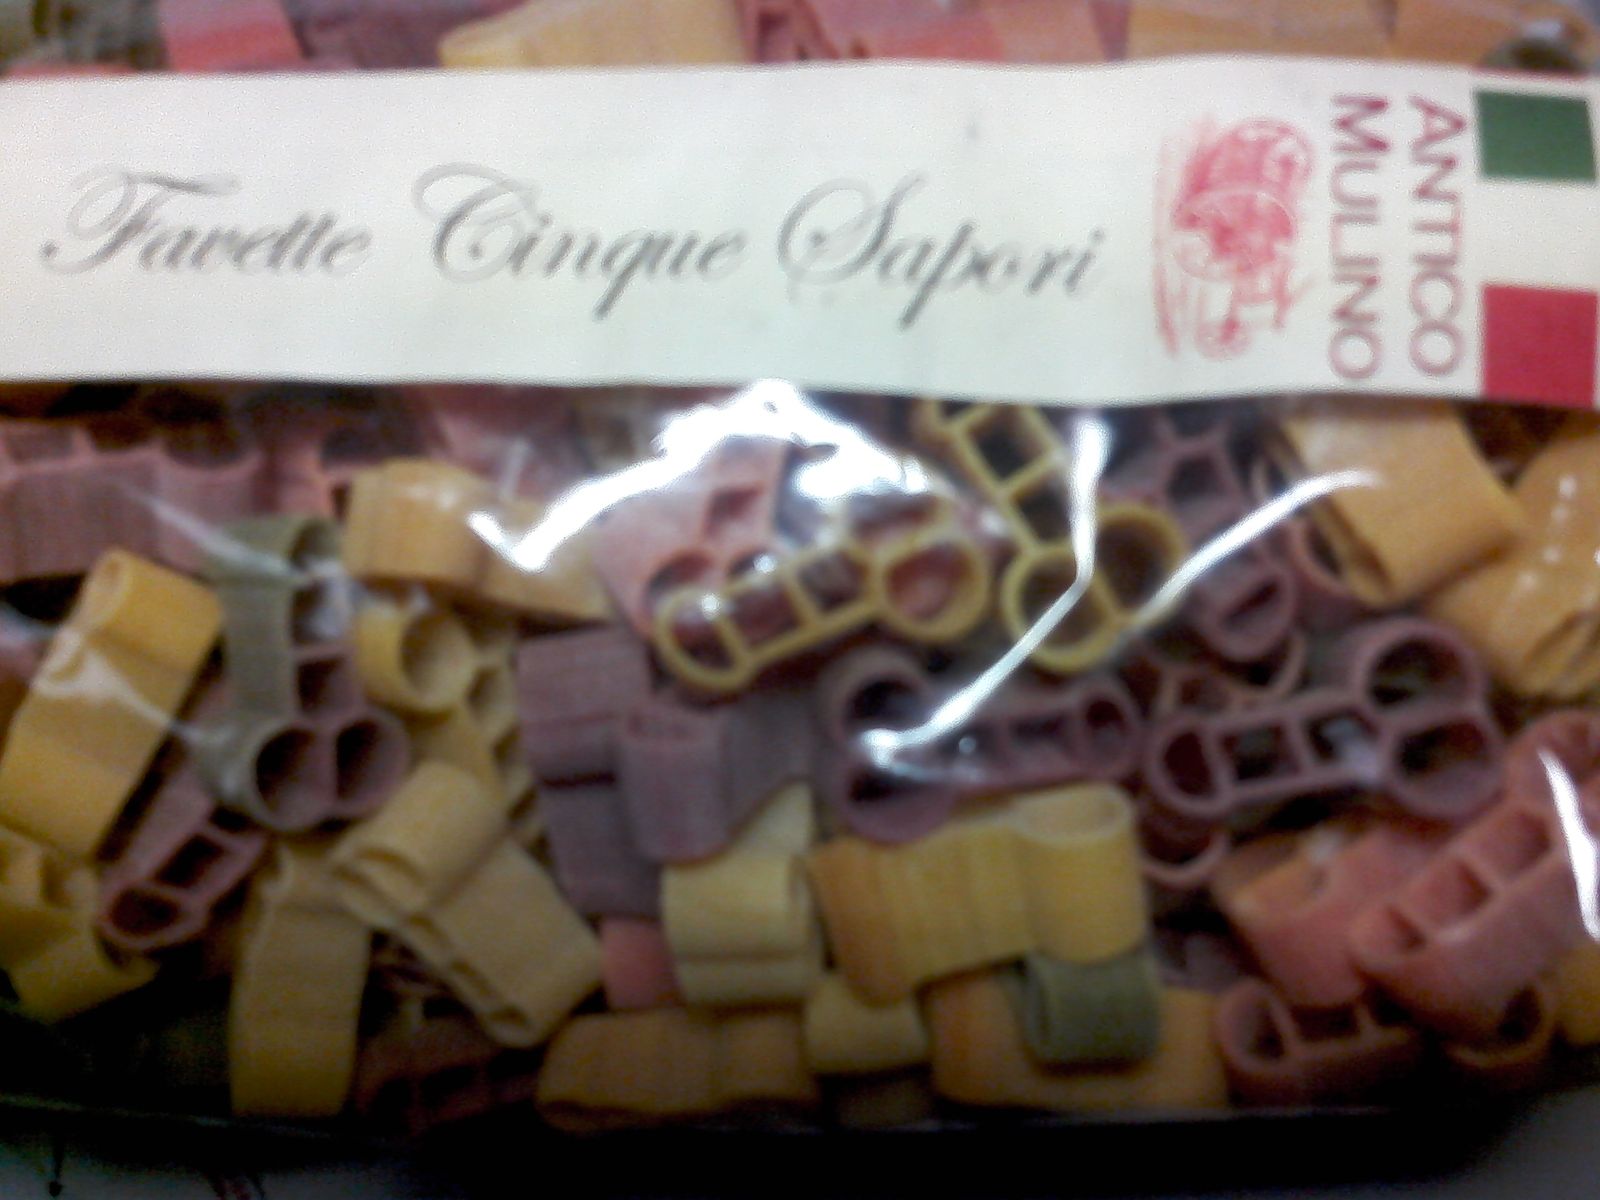 Favette Cinque Sapori
ANTICO
MULINO